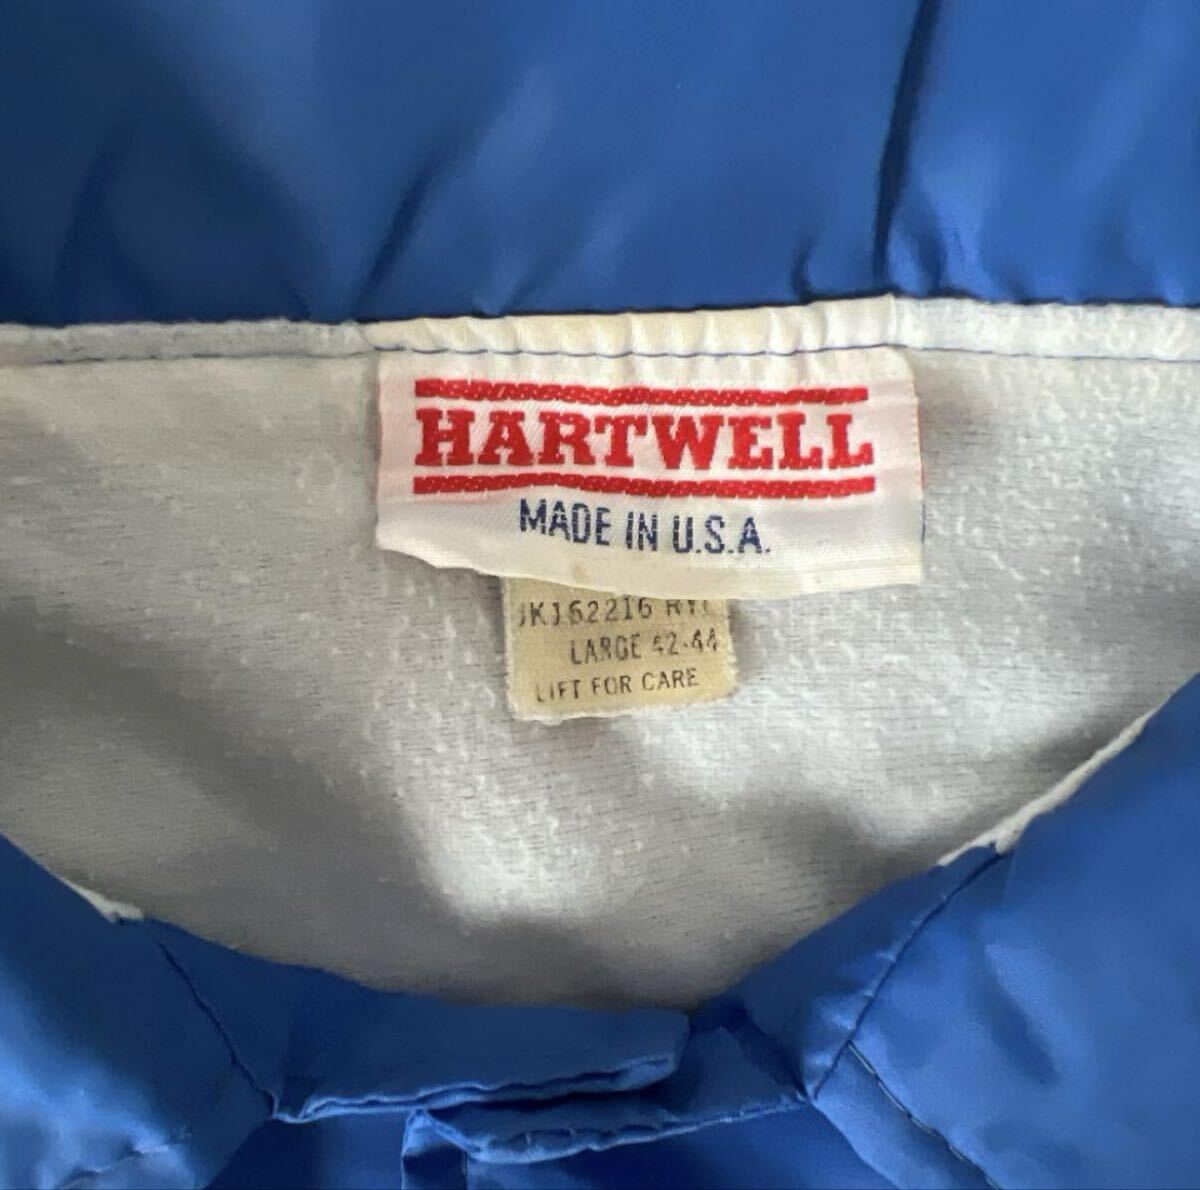 HARTWELL
MADE IN U.S.A.
LARGE 42-44
LIFT FOR CARE